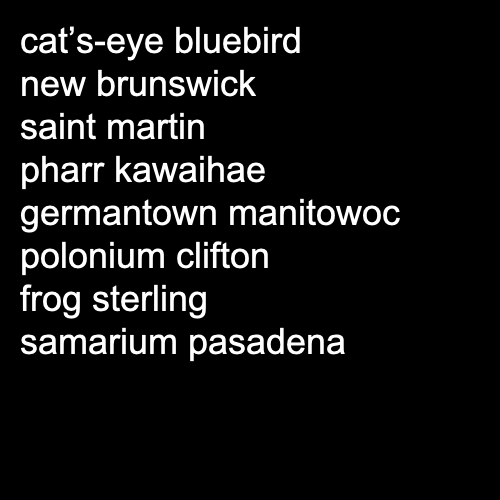 cat’s-eye bluebird
new brunswick
saint martin
pharr kawaihae
germantown manitowoc
polonium clifton
frog sterling
samarium pasadena